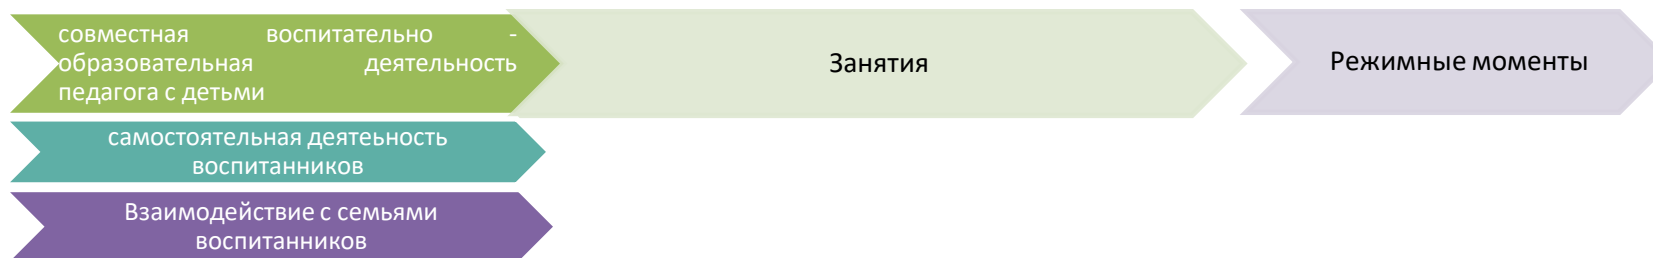 совместная воспитательно -
образовательная деятельность
педагога с детьми
Занятия
Режимные моменты
самостоятельная деятеьность
воспитанников
Взаимодействие с семьями
воспитанников